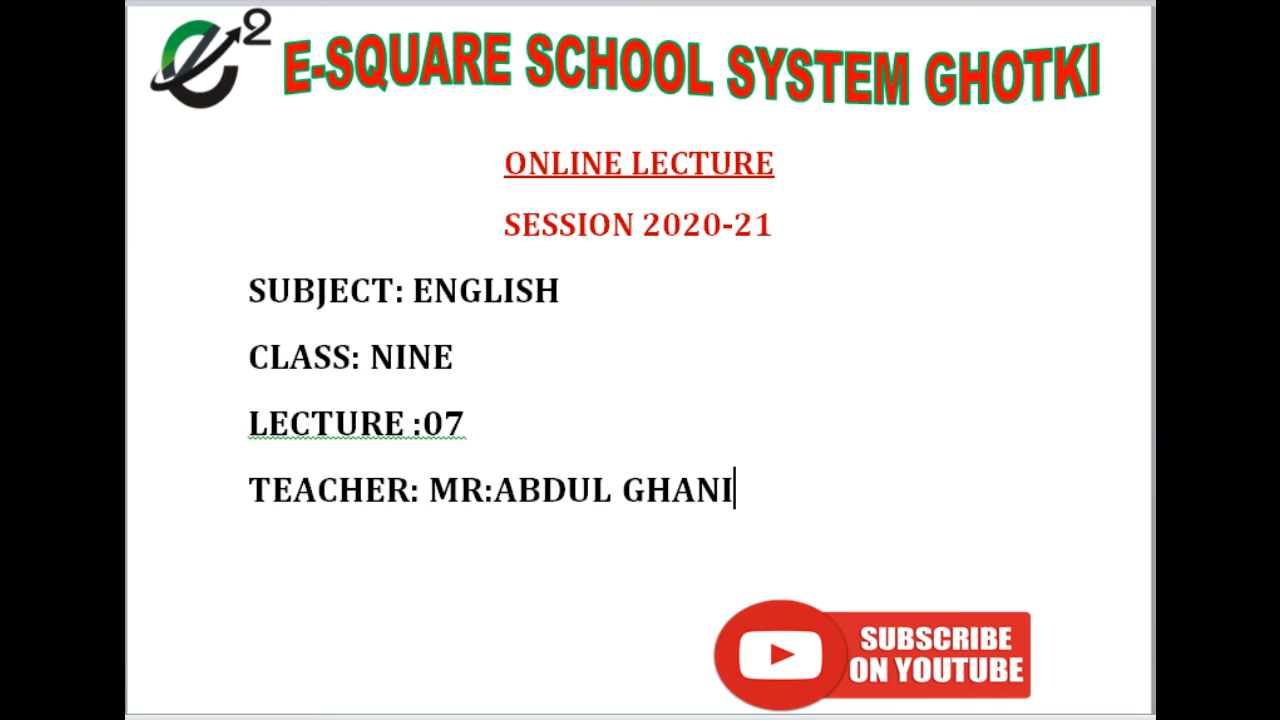 e2 E-SQUARE SCHOOL SYSTEM GHOTKI
ONLINE LECTURE
SESSION 2020-21
SUBJECT: ENGLISH
CLASS: NINE
LECTURE :07
TEACHER: MR:ABDUL GHANI
SUBSCRIBE
ON YOUTUBE